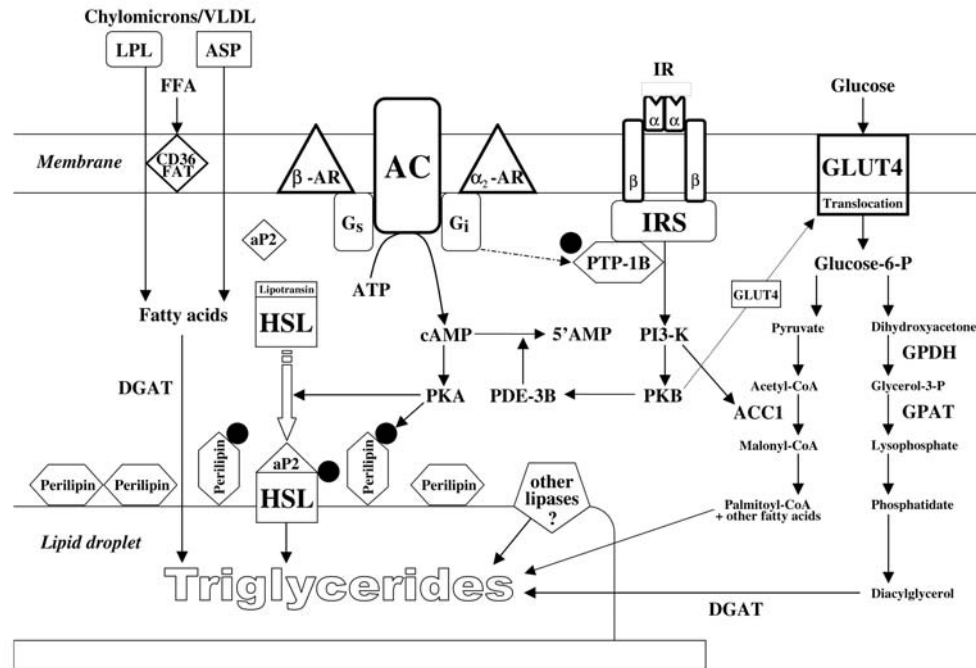 Chylomicrons/VLDL
LPL
ASP
FFA
IR
Glucose
α α
Membrane
CD36
FAT
β -AR
AC
α2-AR
β
β
GLUT4
Translocation
Gs
Gi
IRS
aP2
PTP-1B
Glucose-6-P
ATP
Lipotransin
HSL
GLUT4
Fatty acids
cAMP
5'AMP
PI3-K
Pyruvate
Dihydroxyacetone
GPDH
DGAT
PKA
PDE-3B
PKB
Acetyl-CoA
Glycerol-3-P
ACC1
GPAT
Malonyl-CoA
Lysophosphate
Perilipin
Perilipin
Perilipin
aP2
HSL
Perilipin
Perilipin
other
lipases
?
Palmitoyl-CoA
+ other fatty acids
Phosphatidate
Lipid droplet
Triglycerides
DGAT
Diacylglycerol